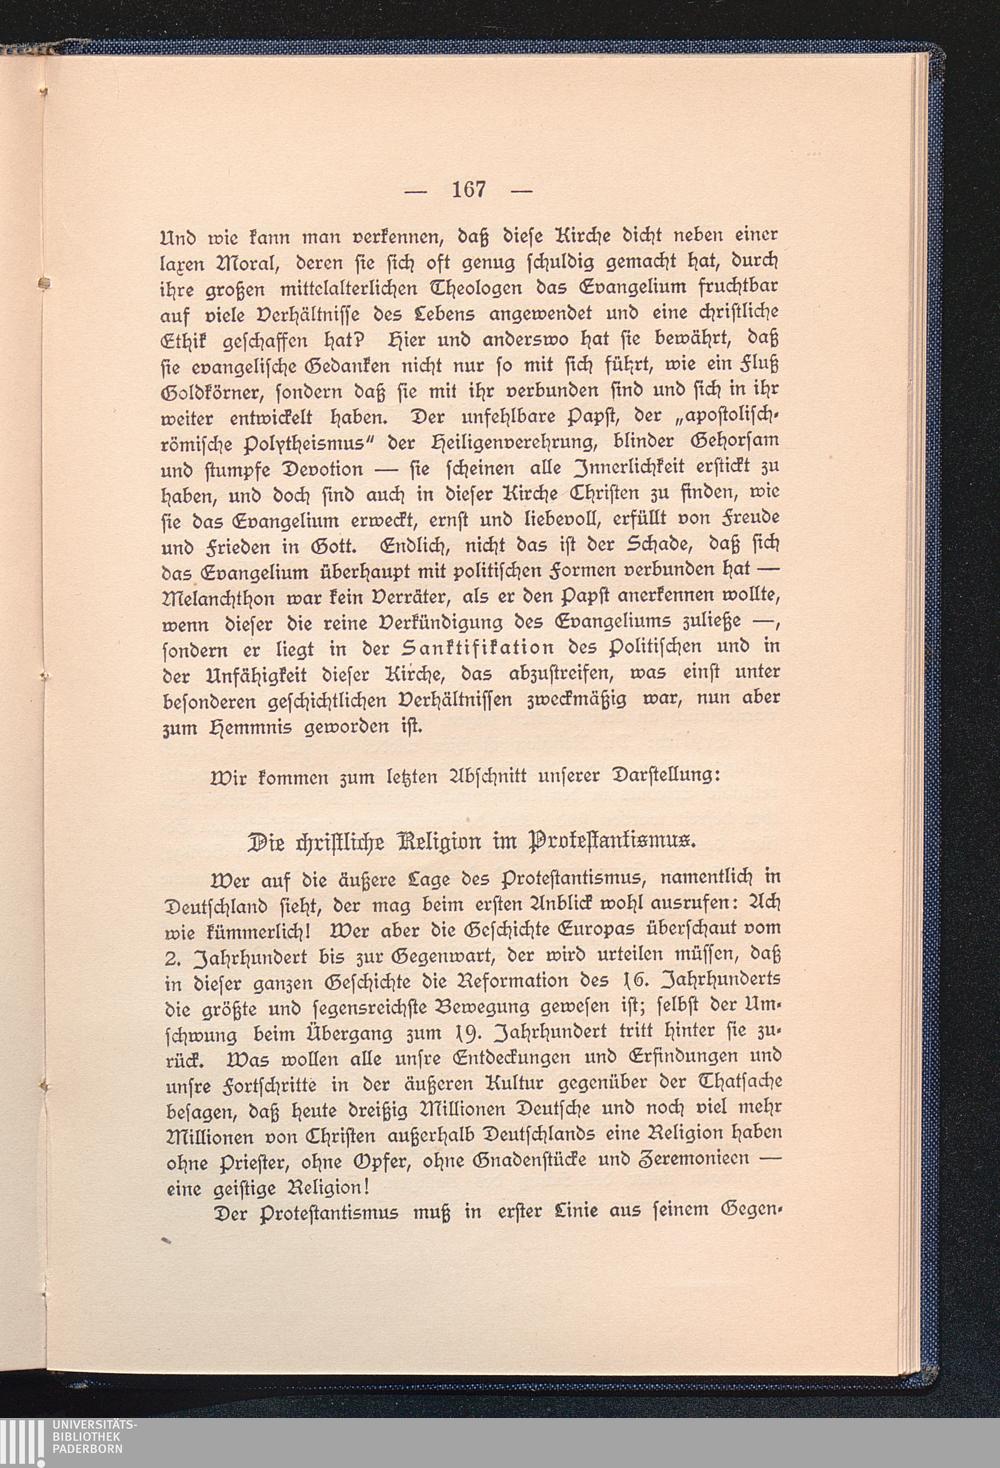 — 167 —
Und wie kann man verkennen, daß diese Kirche dicht neben einer
laxen Moral, deren sie sich oft genug schuldig gemacht hat, durch
ihre großen mittelalterlichen Theologen das Evangelium fruchtbar
auf viele Verhältnisse des Lebens angewendet und eine christliche
Ethik geschaffen hat? Hier und anderswo hat sie bewährt, daß
sie evangelische Gedanken nicht nur so mit sich führt, wie ein Fluß
Goldkörner, sondern daß sie mit ihr verbunden sind und sich in ihr
weiter entwickelt haben. Der unfehlbare Papst, der „apostolisch-
römische Polytheismus“ der Heiligenverehrung, blinder Gehorsam
und stumpfe Devotion — sie scheinen alle Innerlichkeit erstickt zu
haben, und doch sind auch in dieser Kirche Christen zu finden, wie
sie das Evangelium erweckt, ernst und liebevoll, erfüllt von Freude
und Frieden in Gott. Endlich, nicht das ist der Schade, daß sich
das Evangelium überhaupt mit politischen Formen verbunden hat —
Melanchthon war kein Verräter, als er den Papst anerkennen wollte,
wenn dieser die reine Verkündigung des Evangeliums zuließe —,
sondern er liegt in der Sanktifikation des Politischen und in
der Unfähigkeit dieser Kirche, das abzustreifen, was einst unter
besonderen geschichtlichen Verhältnissen zweckmäßig war, nun aber
zum Hemmnis geworden ist.
Wir kommen zum letzten Abschnitt unserer Darstellung:
Die christliche Religion im Protestantismus.
Wer auf die äußere Lage des Protestantismus, namentlich in
Deutschland sieht, der mag beim ersten Anblick wohl ausrufen: Ach
wie kümmerlich! Wer aber die Geschichte Europas überschaut vom
2. Jahrhundert bis zur Gegenwart, der wird urteilen müssen, daß
in dieser ganzen Geschichte die Reformation des 16. Jahrhunderts
die größte und segensreichste Bewegung gewesen ist; selbst der Um-
schwung beim Übergang zum 19. Jahrhundert tritt hinter sie zu-
rück. Was wollen alle unsre Entdeckungen und Erfindungen und
unsre Fortschritte in der äußeren Kultur gegenüber der Thatsache
besagen, daß heute dreißig Millionen Deutsche und noch viel mehr
Millionen von Christen außerhalb Deutschlands eine Religion haben
ohne Priester, ohne Opfer, ohne Gnadenstücke und Zeremonieen —
eine geistige Religion!
Der Protestantismus muß in erster Linie aus seinem Gegen-
UNIVERSITÄTS-
BIBLIOTHEK
PADERBORN